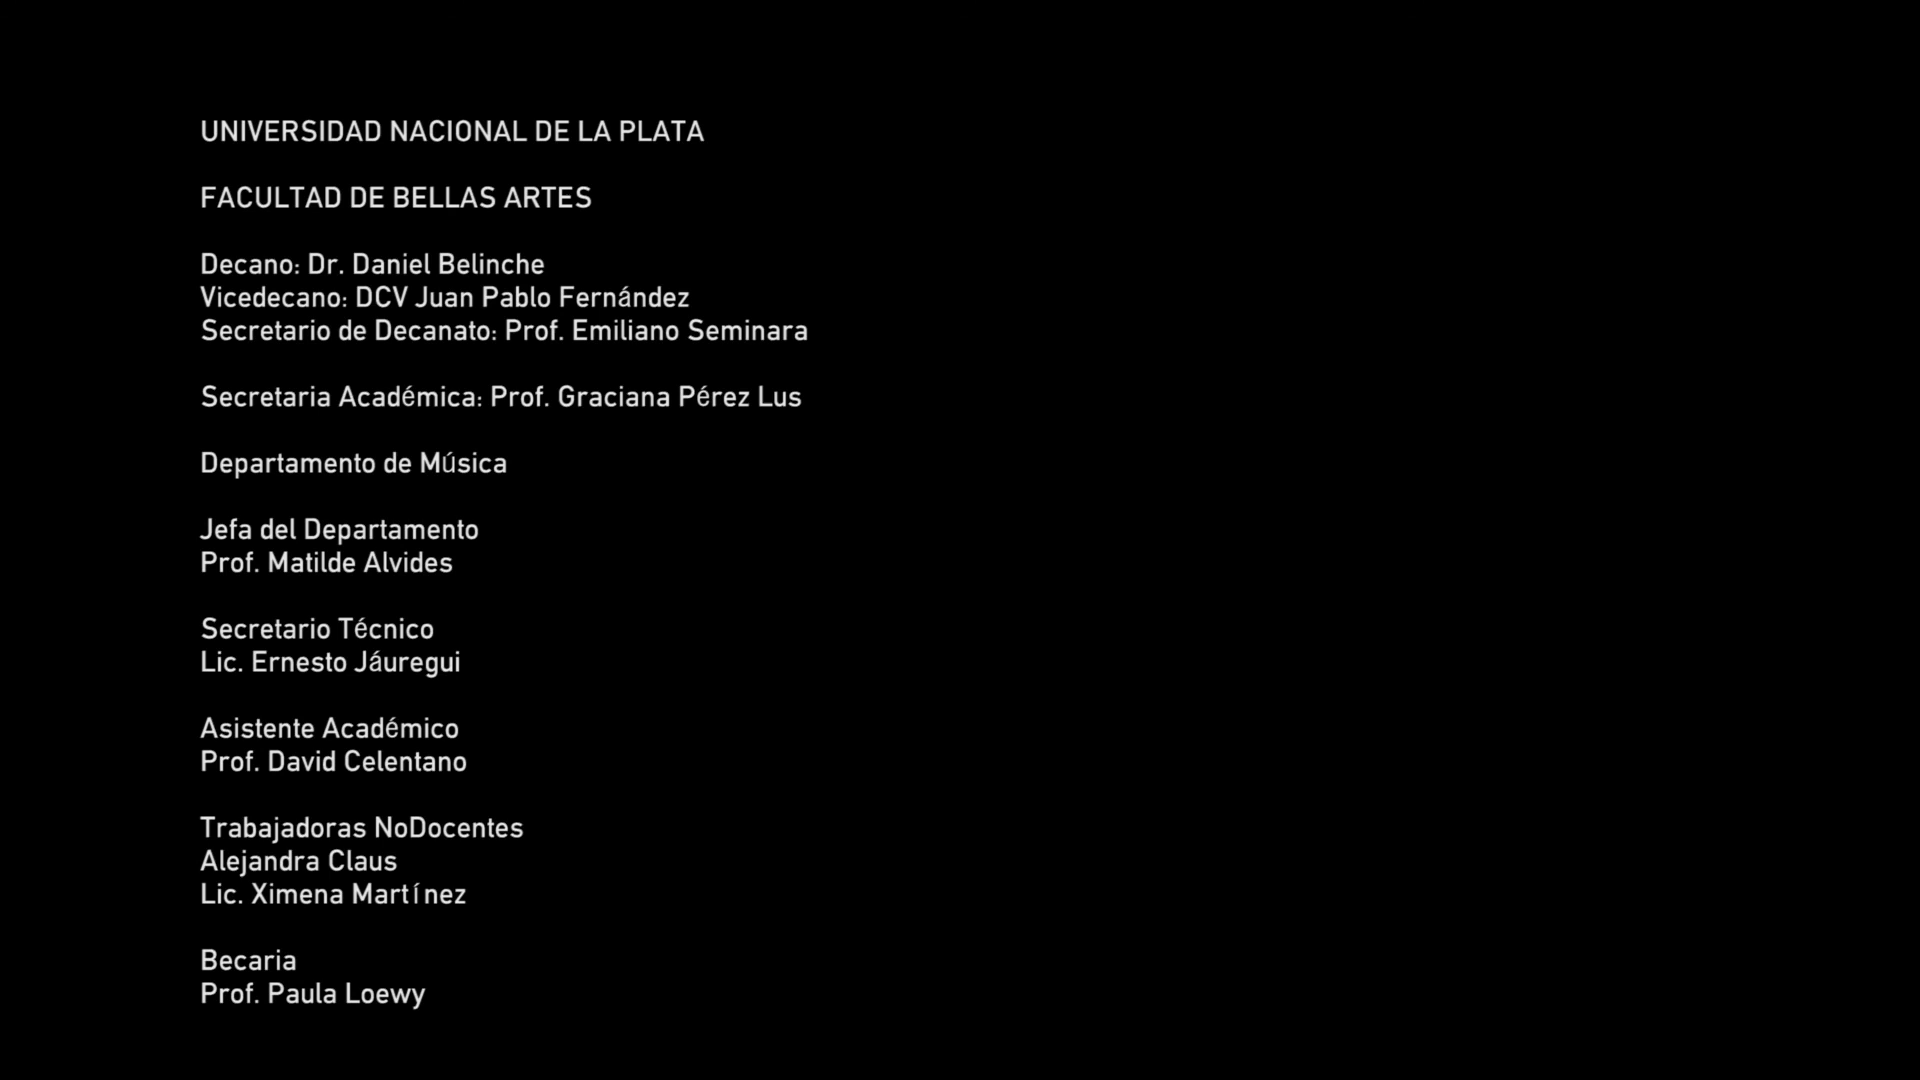 UNIVERSIDAD NACIONAL DE LA PLATA
FACULTAD DE BELLAS ARTES
Decano: Dr. Daniel Belinche
Vicedecano: DCV Juan Pablo Fernández
Secretario de Decanato: Prof. Emiliano Seminara
Secretaria Académica: Prof. Graciana Pérez Lus
Departamento de Música
Jefa del Departamento
Prof. Matilde Alvides
Secretario Técnico
Lic. Ernesto Jáuregui
Asistente Académico
Prof. David Celentano
Trabajadoras NoDocentes
Alejandra Claus
Lic. Ximena Martínez
Becaria
Prof. Paula Loewy